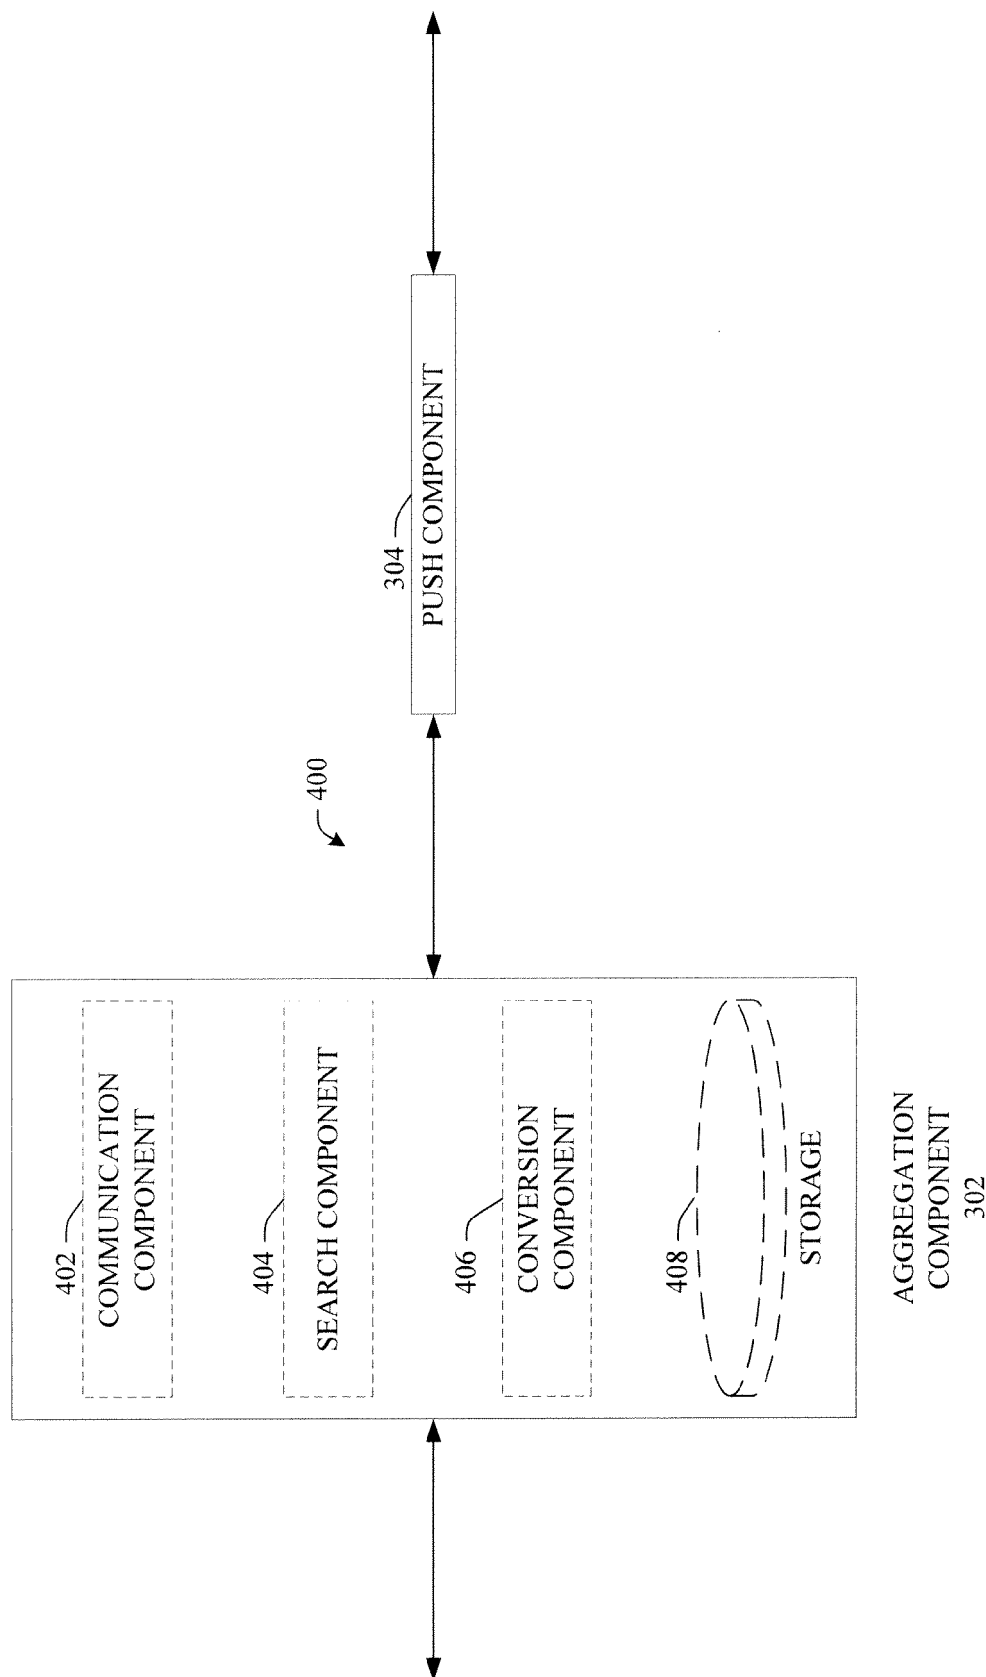 400
402
COMMUNICATION
COMPONENT
404
SEARCH COMPONENT
406
CONVERSION
COMPONENT
408
STORAGE
AGGREGATION
COMPONENT
302
304
PUSH COMPONENT